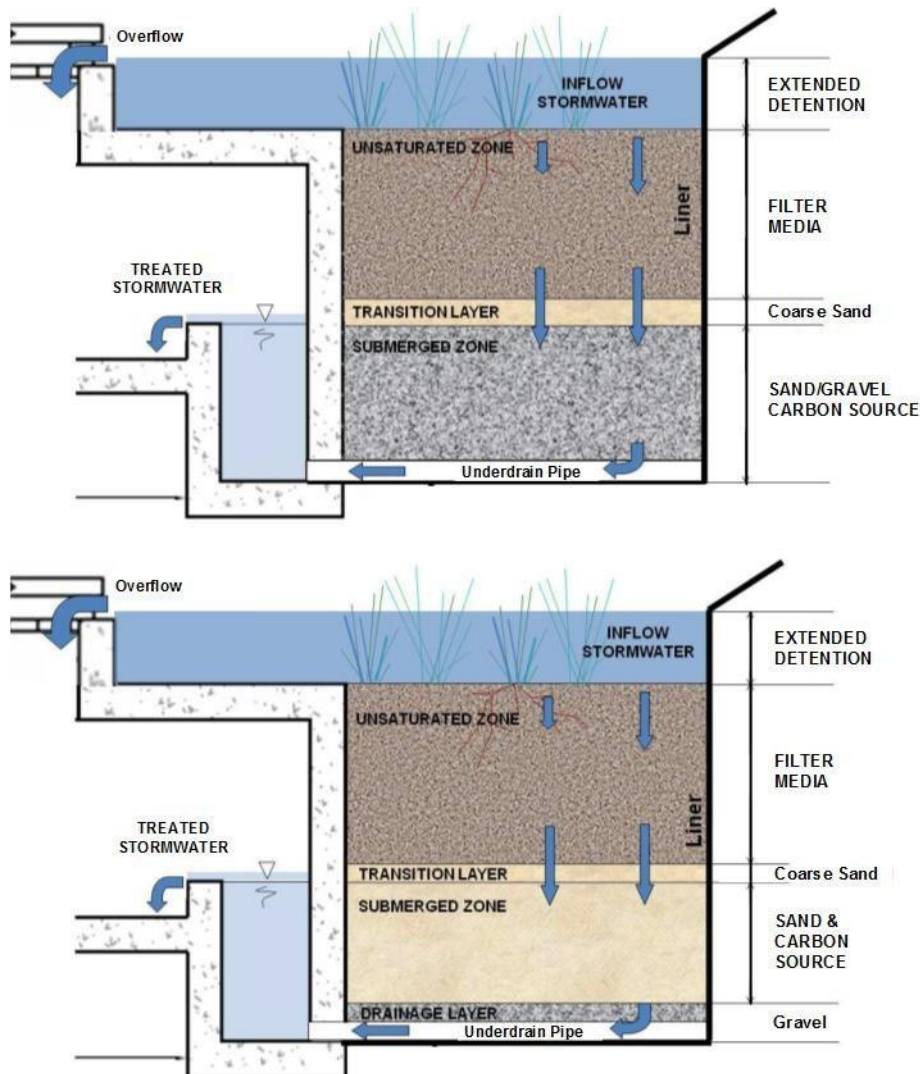 Overflow
INFLOW
STORMWATER
EXTENDED
DETENTION
UNSATURATED ZONE
Liner
FILTER
MEDIA
TREATED
STORMWATER
TRANSITION LAYER
Coarse Sand
SUBMERGED ZONE
SAND/GRAVEL
CARBON SOURCE
Underdrain Pipe
Overflow
INFLOW
STORMWATER
EXTENDED
DETENTION
UNSATURATED ZONE
FILTER
MEDIA
Liner
TREATED
STORMWATER
TRANSITION LAYER
Coarse Sand
SUBMERGED ZONE
SAND &
CARBON
SOURCE
DRAINAGE LAYER
Gravel
Underdrain Pipe